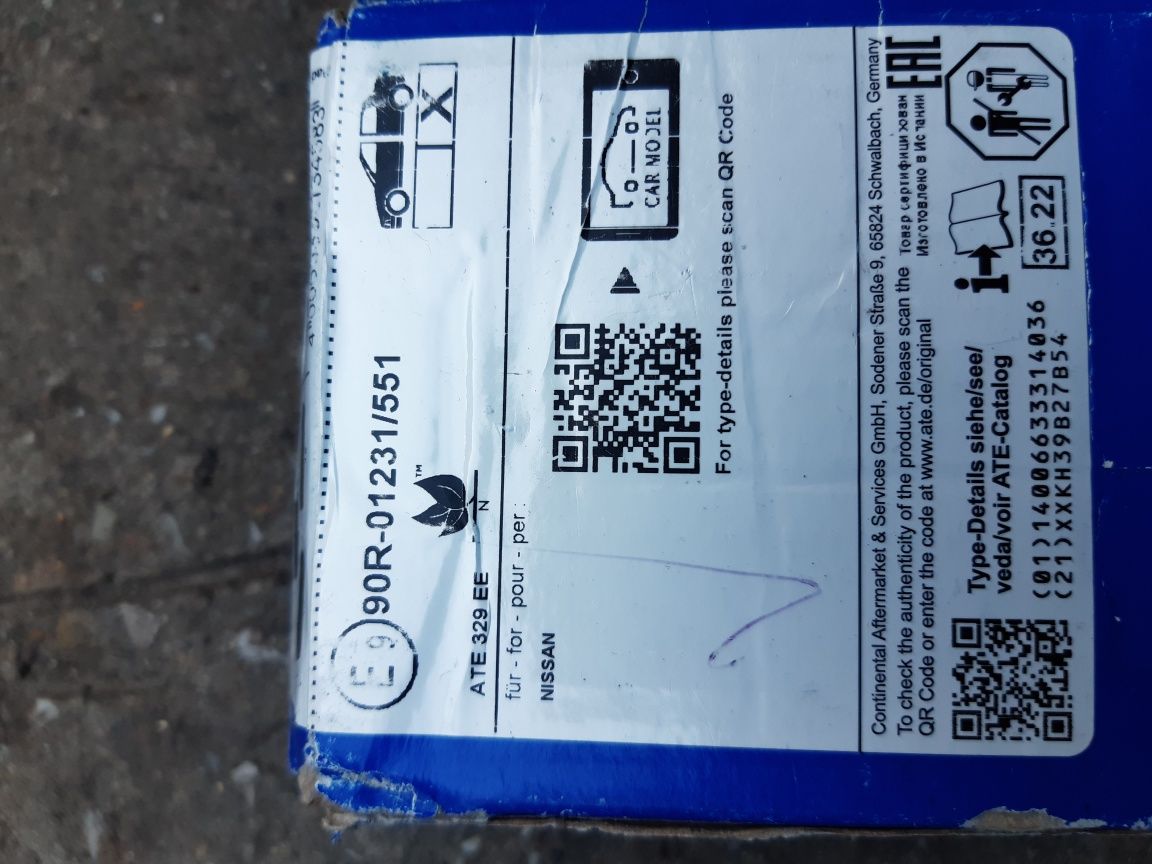 E9 90R-01231/551
X
TM
N
ATE 329 EE
für - for - pour - per:
NISSAN
CAR MODEL
For type-details please scan QR Code
Continental Aftermarket & Services GmbH, Sodener Straße 9, 65824 Schwalbach, Germany
To check the authenticity of the product, please scan the
QR Code or enter the code at www.ate.de/original
Товар сертифицирован
Изготовлено в Испании
EAC
Type-Details siehe/see/
veda/voir ATE-Catalog
i
36.22
(01)14006633314036
(21)XXKH39B27B54